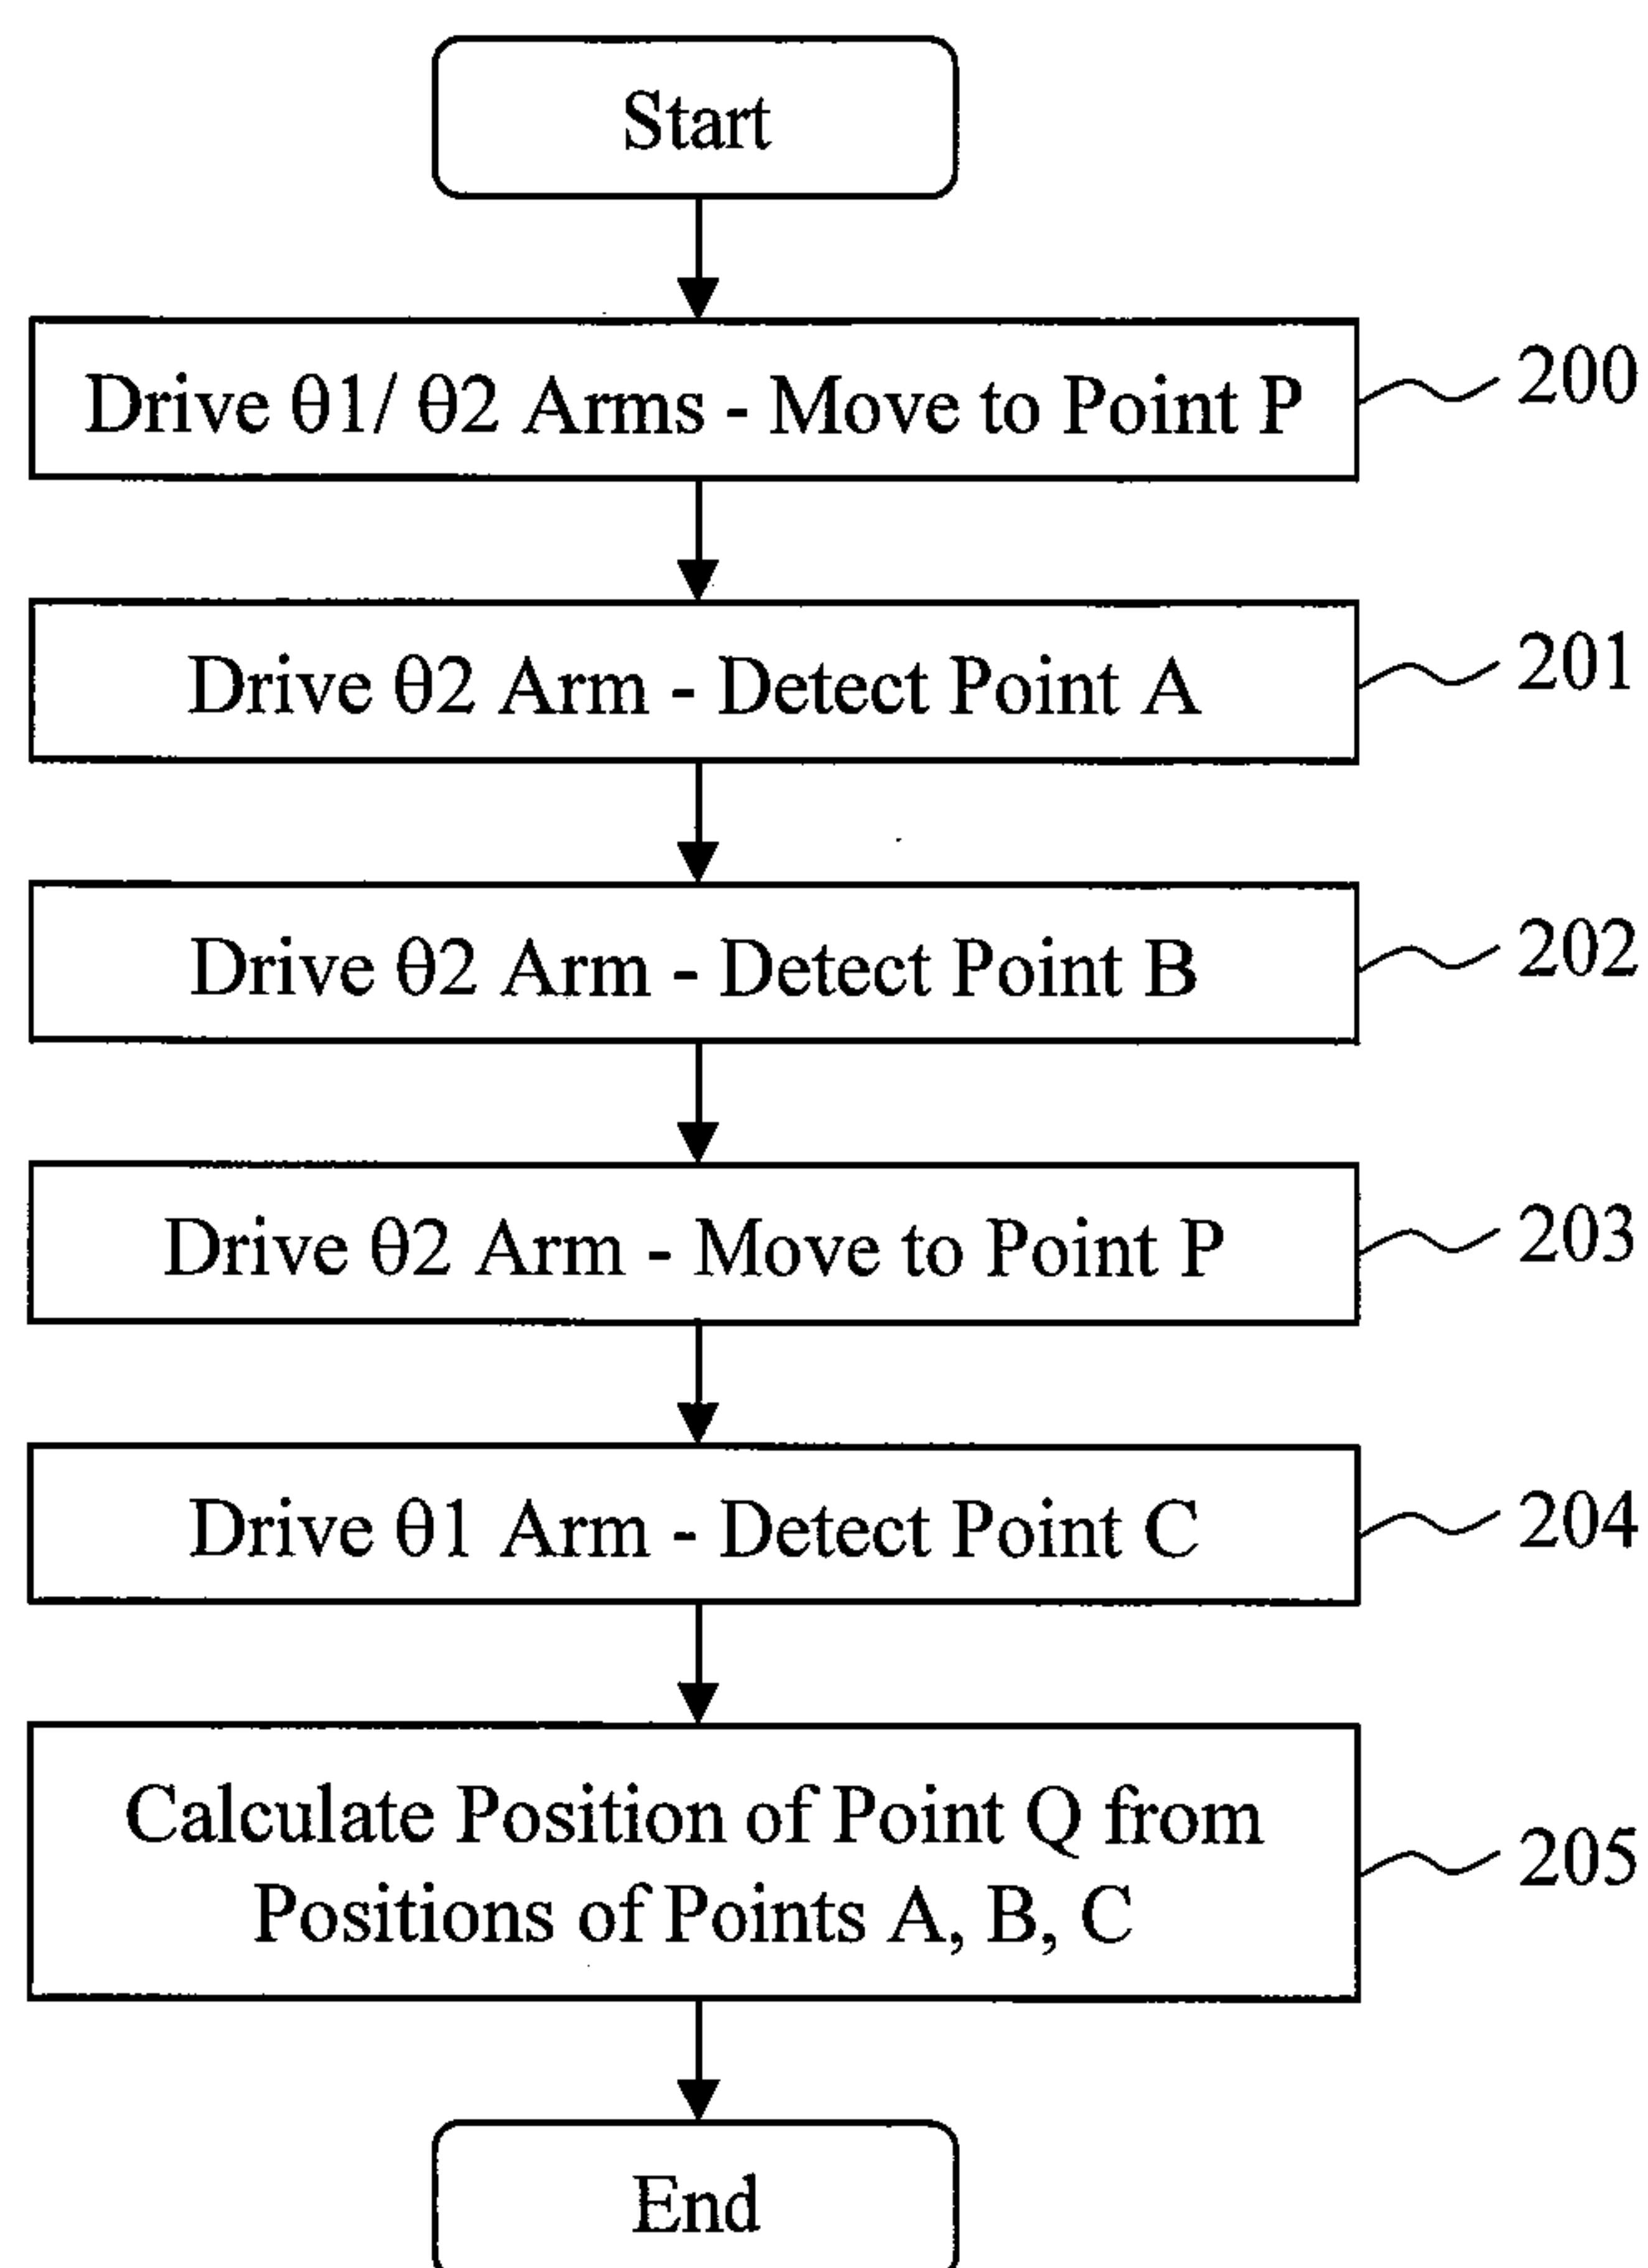 Start
Drive θ1/ θ2 Arms - Move to Point P
200
Drive θ2 Arm - Detect Point A
201
Drive θ2 Arm - Detect Point B
202
Drive θ2 Arm - Move to Point P
203
Drive θ1 Arm - Detect Point C
204
Calculate Position of Point Q from
Positions of Points A, B, C
205
End